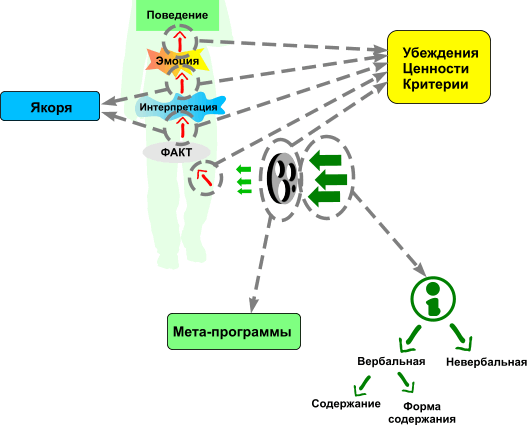 Поведение
Эмоция
Убеждения
Ценности
Критерии
Якоря
Интерпретация
ФАКТ
Мета-программы
i
Вербальная
Невербальная
Содержание
Форма
содержания